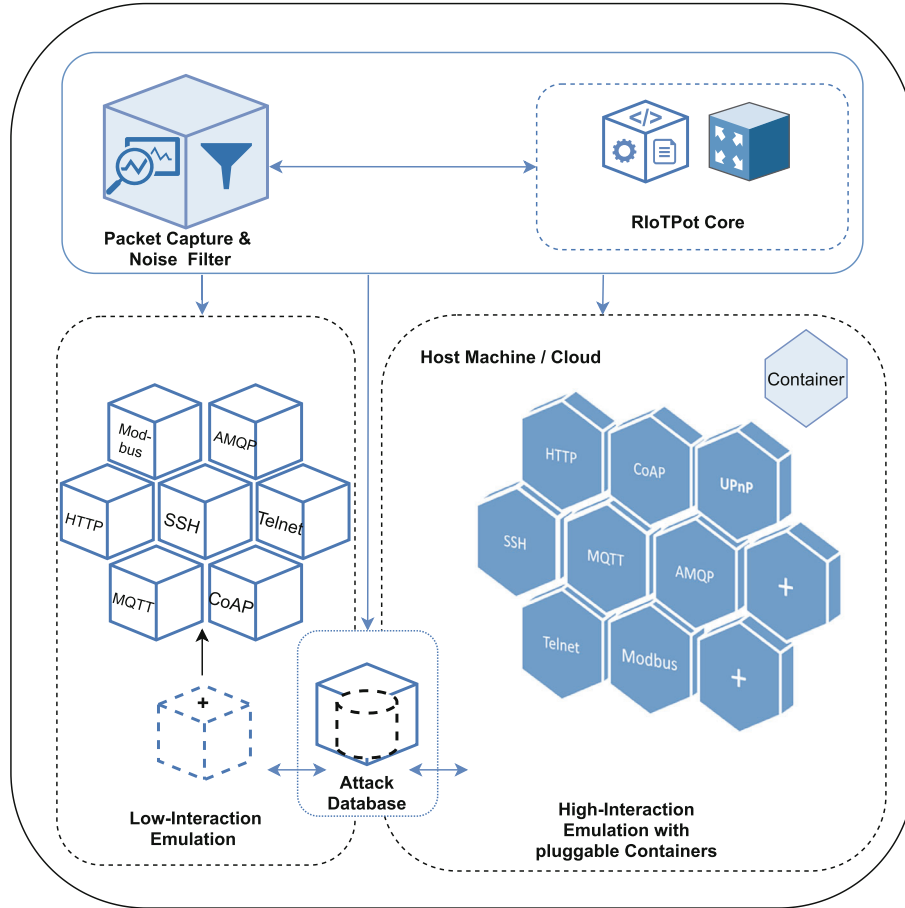 </>
Packet Capture &
Noise Filter
RIoTPot Core
Host Machine / Cloud
Container
Mod-
bus
AMQP
HTTP
SSH
Telnet
MQTT
CoAP
+
HTTP
CoAP
UPnP
SSH
MQTT
AMQP
+
Telnet
Modbus
+
Attack
Database
Low-Interaction
Emulation
High-Interaction
Emulation with
pluggable Containers